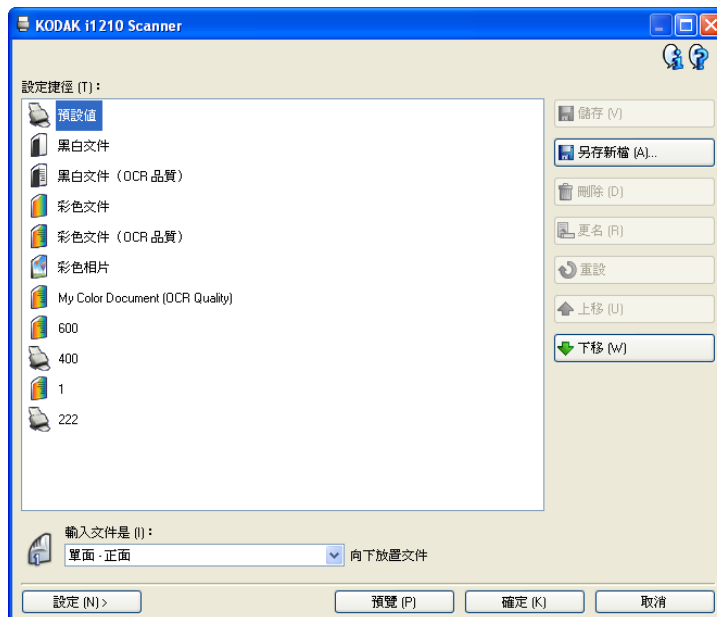 KODAK i1210 Scanner
設定捷徑 (T)：
預設值
黑白文件
黑白文件（OCR 品質）
彩色文件
彩色文件（OCR 品質）
彩色相片
My Color Document (OCR Quality)
600
400
1
222
儲存 (V)
另存新檔 (A)...
刪除 (D)
更名 (R)
重設
上移 (U)
下移 (W)
輸入文件是 (I)：
單面 - 正面
向下放置文件
設定 (N) >
預覽 (P)
確定 (K)
取消